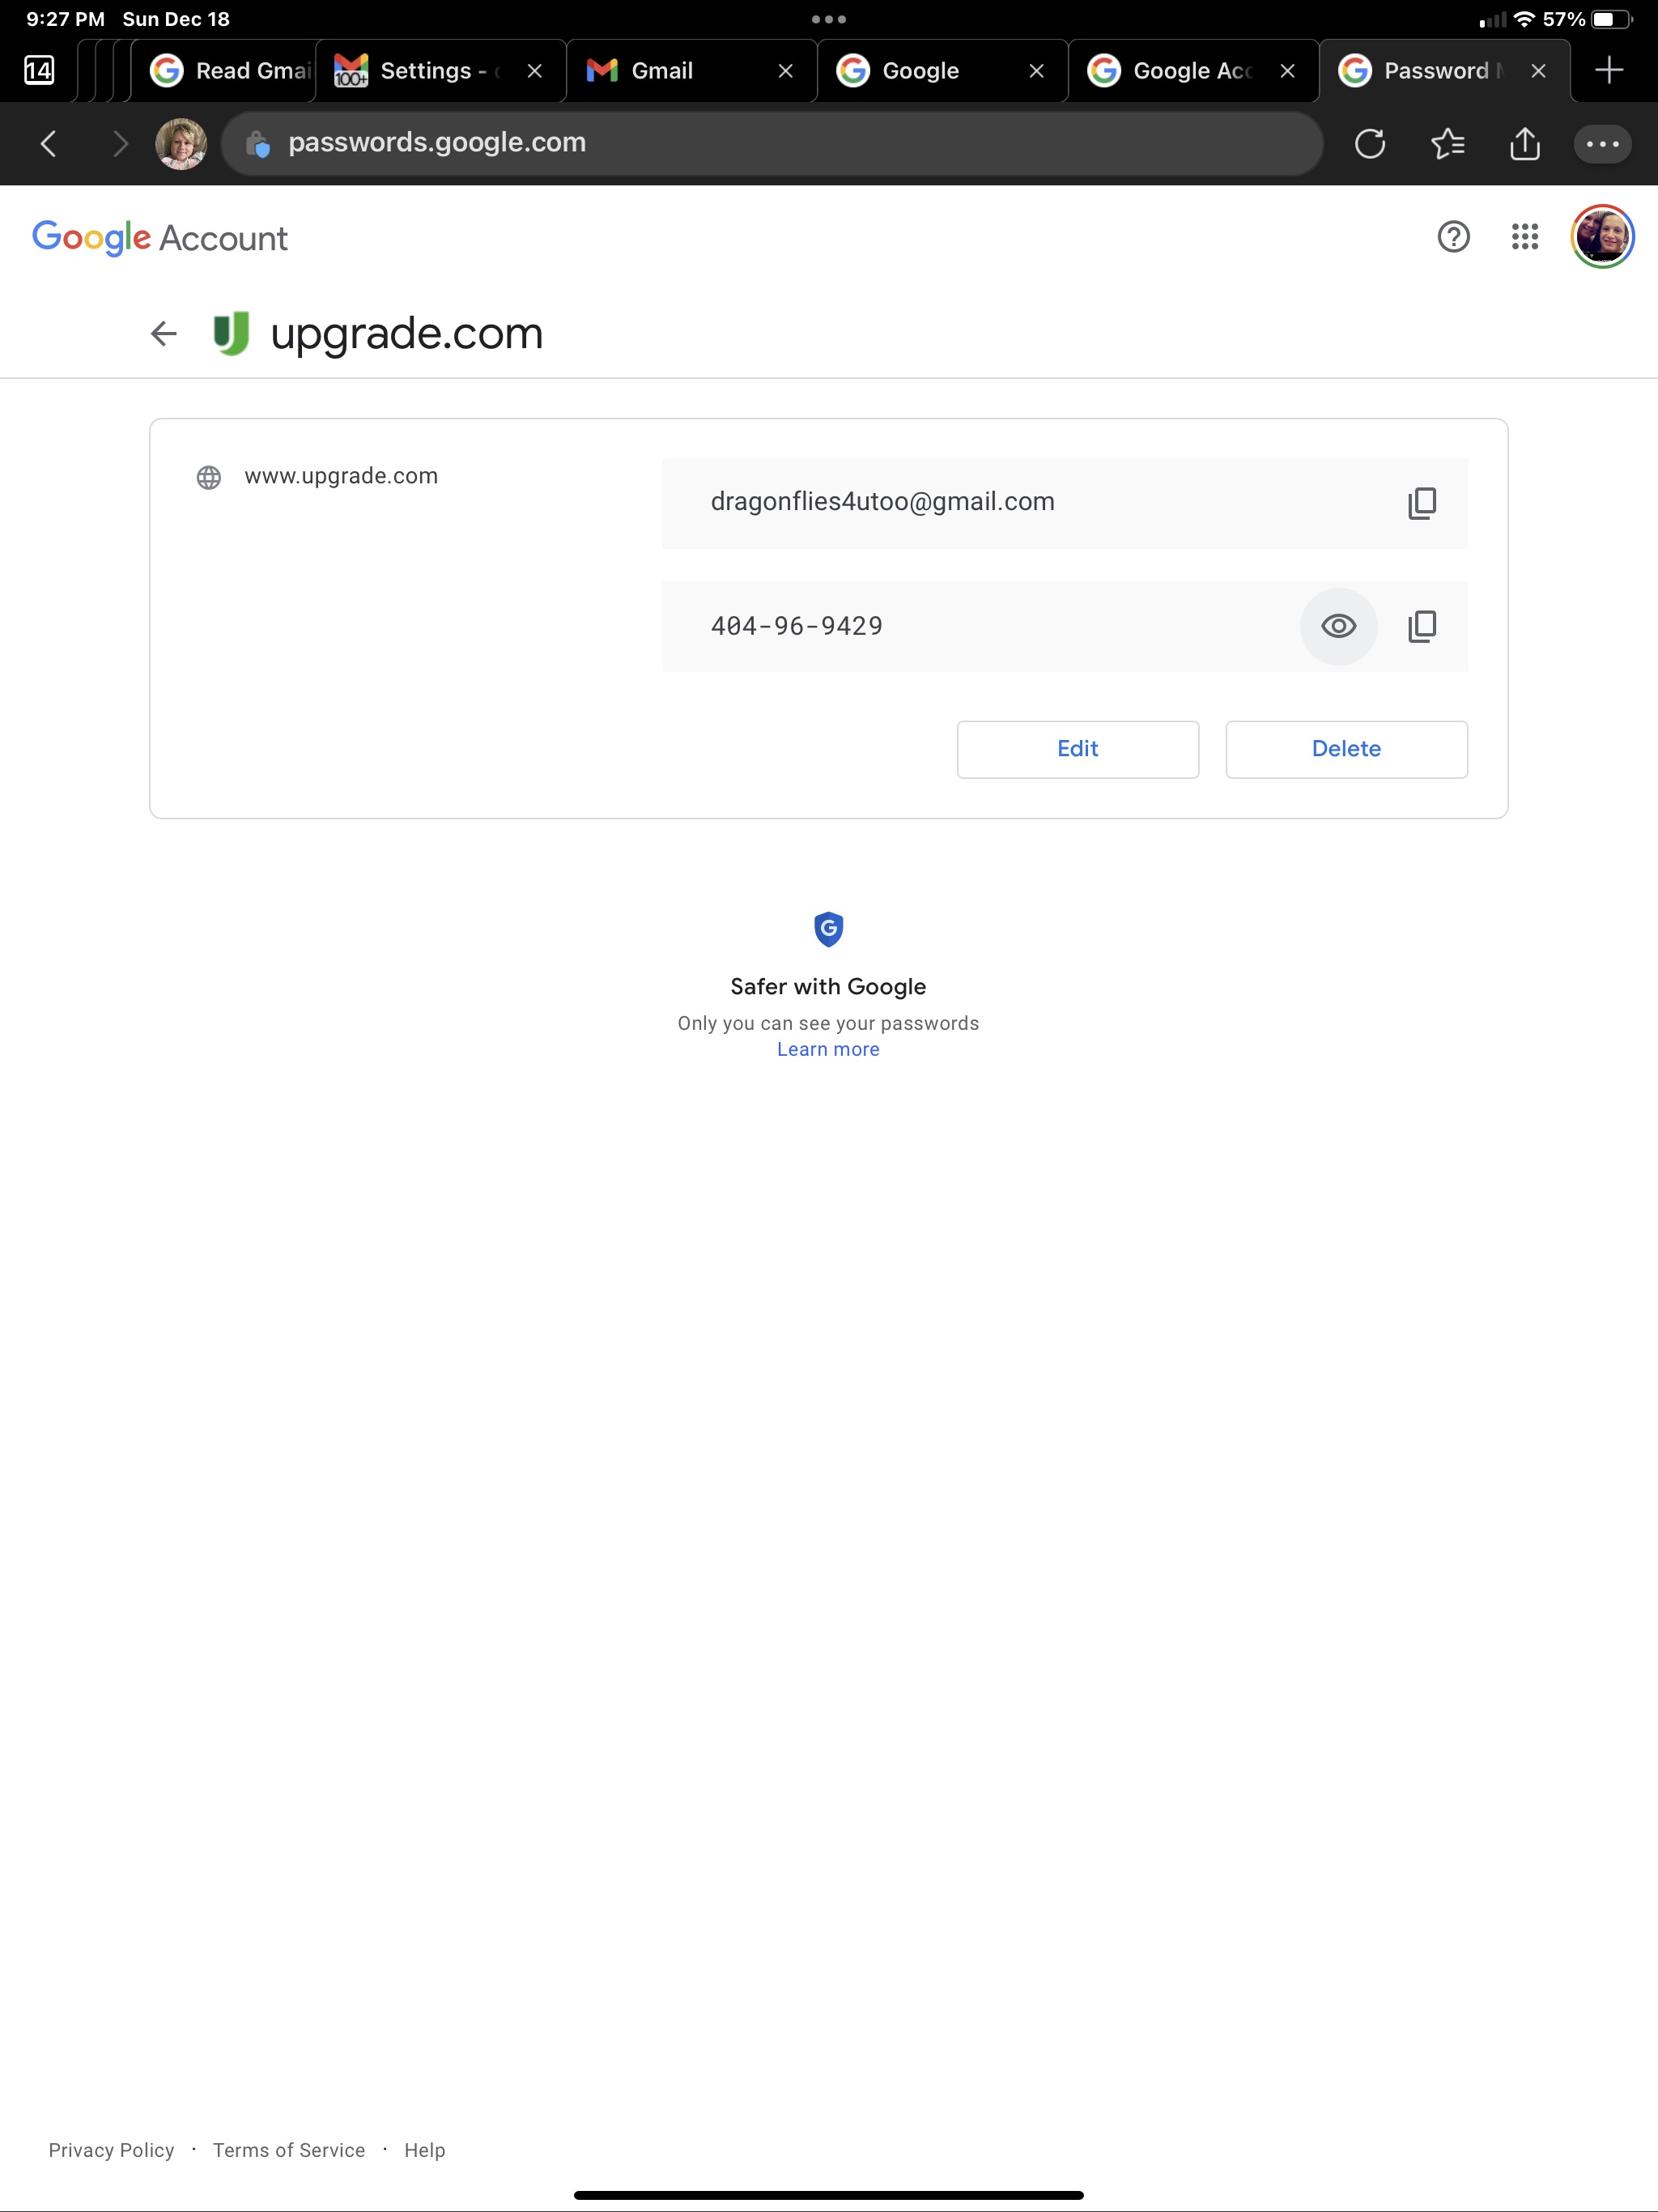 9:27 PM Sun Dec 18
57%
14
Read Gmai
100+
Settings -
Gmail
Google
Google Acc
Password
passwords.google.com
Google Account
upgrade.com
www.upgrade.com
dragonflies4utoo@gmail.com
404-96-9429
Edit
Delete
Safer with Google
Only you can see your passwords
Learn more
Privacy Policy · Terms of Service · Help